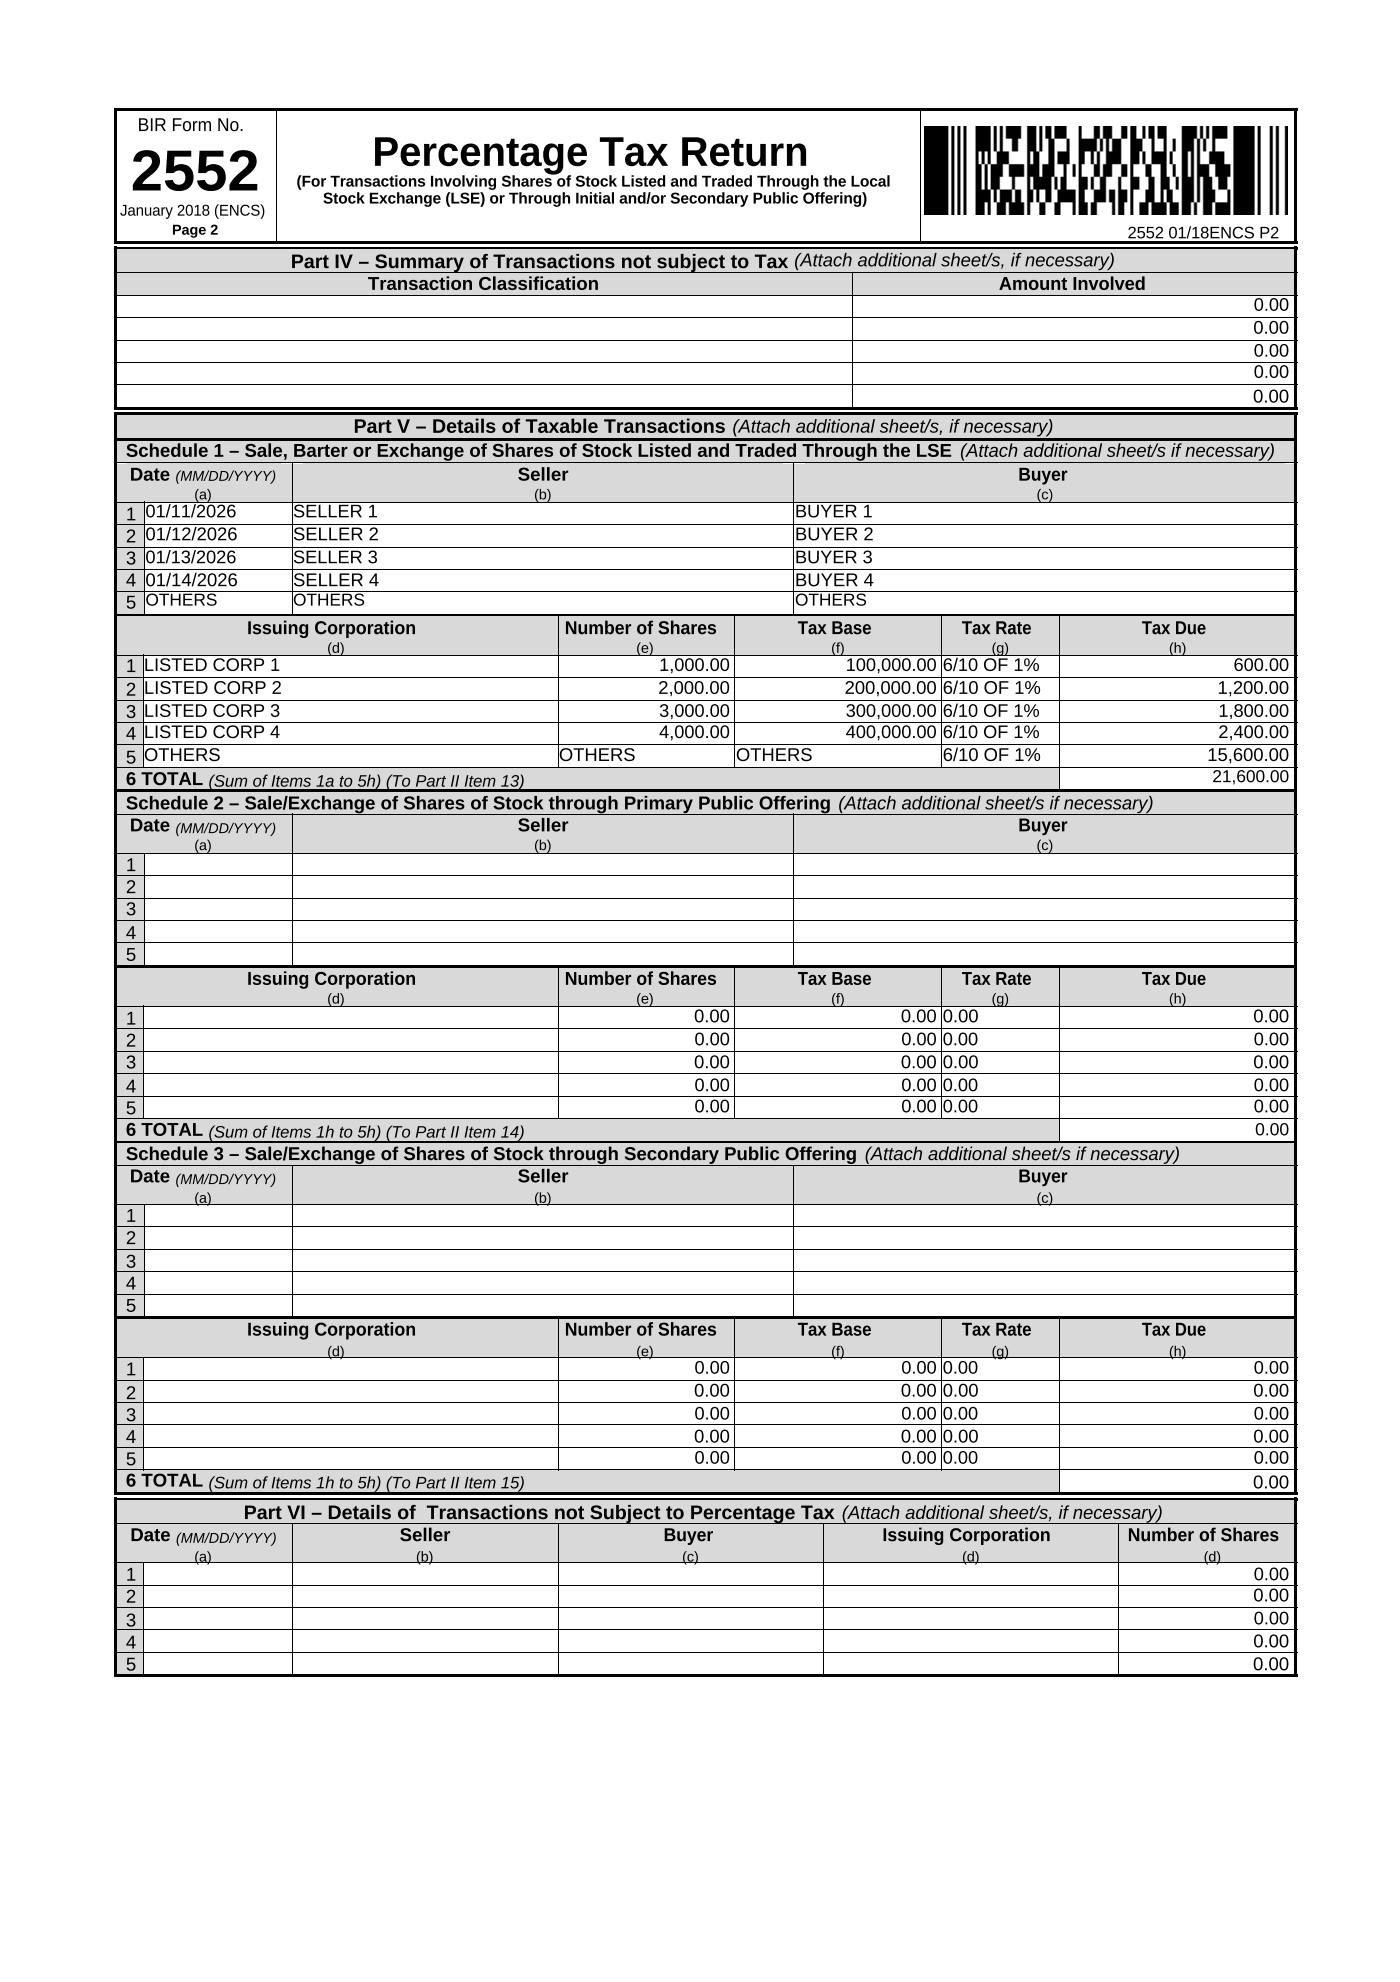 BIR Form No.
2552
January 2018 (ENCS)
Page 2
Percentage Tax Return
(For Transactions Involving Shares of Stock Listed and Traded Through the Local
Stock Exchange (LSE) or Through Initial and/or Secondary Public Offering)
2552 01/18ENCS P2
Part IV – Summary of Transactions not subject to Tax (Attach additional sheet/s, if necessary)
Transaction Classification Amount Involved
0.00
0.00
0.00
0.00
0.00
Part V – Details of Taxable Transactions (Attach additional sheet/s, if necessary)
Schedule 1 – Sale, Barter or Exchange of Shares of Stock Listed and Traded Through the LSE (Attach additional sheet/s if necessary)
Date (MM/DD/YYYY) Seller Buyer
(a) (b) (c)
1 01/11/2026 SELLER 1 BUYER 1
2 01/12/2026 SELLER 2 BUYER 2
3 01/13/2026 SELLER 3 BUYER 3
4 01/14/2026 SELLER 4 BUYER 4
5 OTHERS OTHERS OTHERS
Issuing Corporation Number of Shares Tax Base Tax Rate Tax Due
(d) (e) (f) (g) (h)
1 LISTED CORP 1 1,000.00 100,000.00 6/10 OF 1% 600.00
2 LISTED CORP 2 2,000.00 200,000.00 6/10 OF 1% 1,200.00
3 LISTED CORP 3 3,000.00 300,000.00 6/10 OF 1% 1,800.00
4 LISTED CORP 4 4,000.00 400,000.00 6/10 OF 1% 2,400.00
5 OTHERS OTHERS OTHERS 6/10 OF 1% 15,600.00
6 TOTAL (Sum of Items 1a to 5h) (To Part II Item 13) 21,600.00
Schedule 2 – Sale/Exchange of Shares of Stock through Primary Public Offering (Attach additional sheet/s if necessary)
Date (MM/DD/YYYY) Seller Buyer
(a) (b) (c)
1
2
3
4
5
Issuing Corporation Number of Shares Tax Base Tax Rate Tax Due
(d) (e) (f) (g) (h)
1 0.00 0.00 0.00 0.00
2 0.00 0.00 0.00 0.00
3 0.00 0.00 0.00 0.00
4 0.00 0.00 0.00 0.00
5 0.00 0.00 0.00 0.00
6 TOTAL (Sum of Items 1h to 5h) (To Part II Item 14) 0.00
Schedule 3 – Sale/Exchange of Shares of Stock through Secondary Public Offering (Attach additional sheet/s if necessary)
Date (MM/DD/YYYY) Seller Buyer
(a) (b) (c)
1
2
3
4
5
Issuing Corporation Number of Shares Tax Base Tax Rate Tax Due
(d) (e) (f) (g) (h)
1 0.00 0.00 0.00 0.00
2 0.00 0.00 0.00 0.00
3 0.00 0.00 0.00 0.00
4 0.00 0.00 0.00 0.00
5 0.00 0.00 0.00 0.00
6 TOTAL (Sum of Items 1h to 5h) (To Part II Item 15) 0.00
Part VI – Details of Transactions not Subject to Percentage Tax (Attach additional sheet/s, if necessary)
Date (MM/DD/YYYY) Seller Buyer Issuing Corporation Number of Shares
(a) (b) (c) (d) (d)
1 0.00
2 0.00
3 0.00
4 0.00
5 0.00